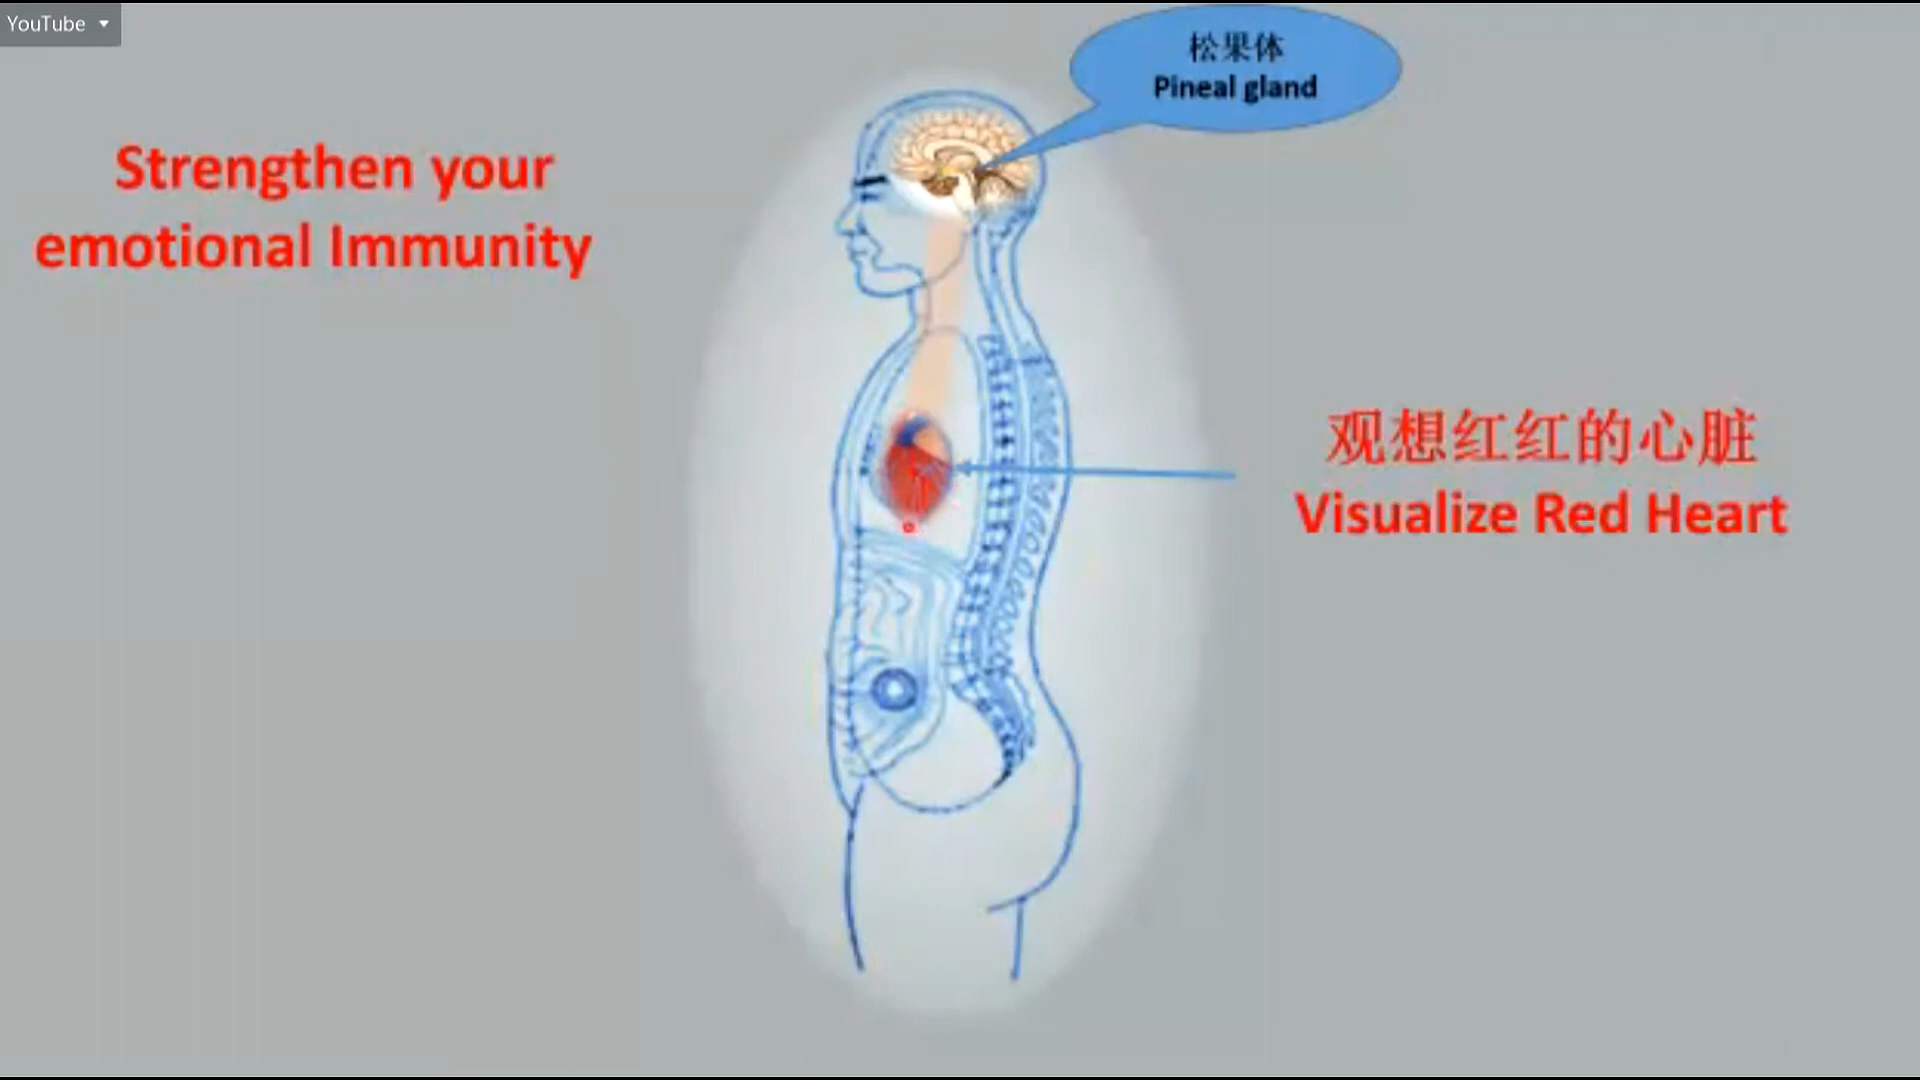 YouTube
松果体
Pineal gland
Strengthen your
emotional Immunity
观想红红的心脏
Visualize Red Heart